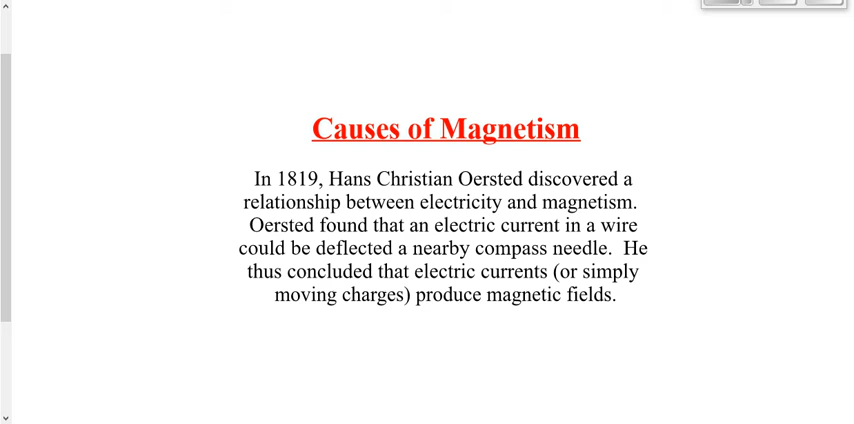 Causes of Magnetism
In 1819, Hans Christian Oersted discovered a
relationship between electricity and magnetism.
Oersted found that an electric current in a wire
could be deflected a nearby compass needle.  He
thus concluded that electric currents (or simply
moving charges) produce magnetic fields.